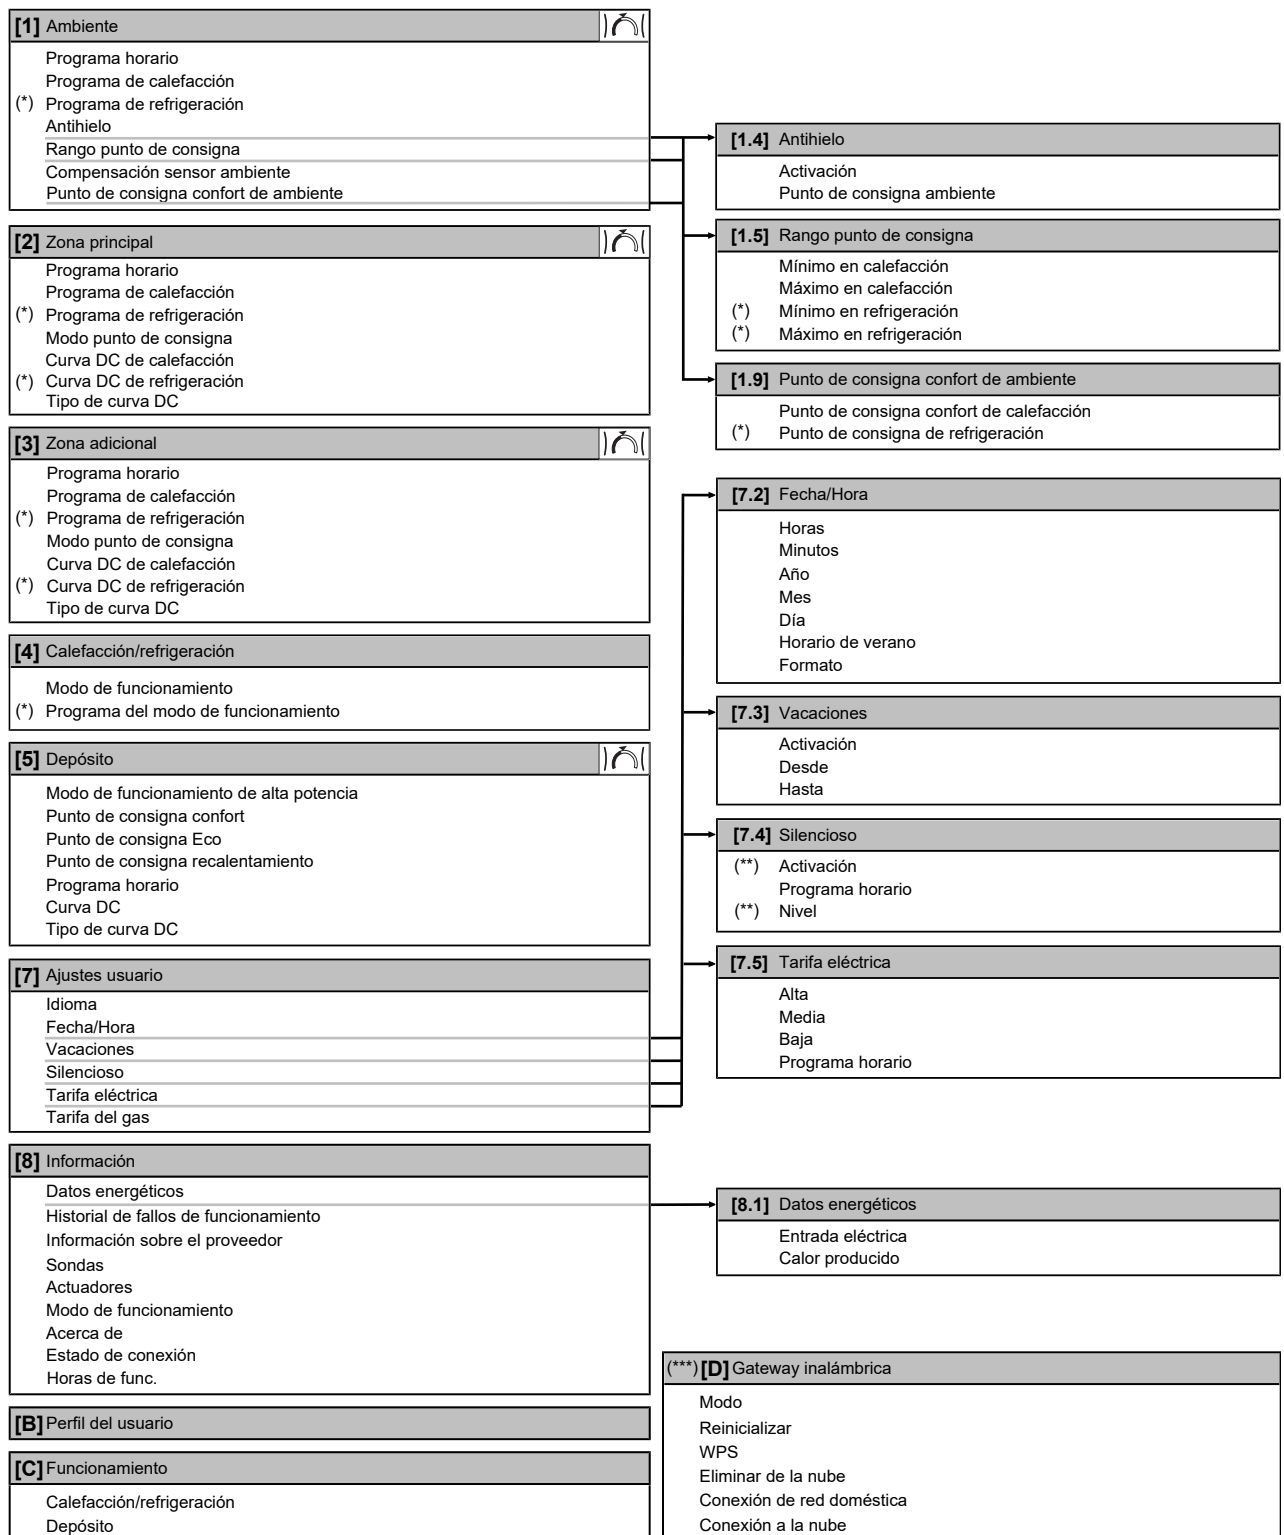 [1] Ambiente
Programa horario
Programa de calefacción
(*) Programa de refrigeración
Antihielo
Rango punto de consigna
Compensación sensor ambiente
Punto de consigna confort de ambiente
[1.4] Antihielo
Activación
Punto de consigna ambiente
[1.5] Rango punto de consigna
Mínimo en calefacción
Máximo en calefacción
(*) Mínimo en refrigeración
(*) Máximo en refrigeración
[1.9] Punto de consigna confort de ambiente
Punto de consigna confort de calefacción
(*) Punto de consigna de refrigeración
[2] Zona principal
Programa horario
Programa de calefacción
(*) Programa de refrigeración
Modo punto de consigna
Curva DC de calefacción
(*) Curva DC de refrigeración
Tipo de curva DC
[3] Zona adicional
Programa horario
Programa de calefacción
(*) Programa de refrigeración
Modo punto de consigna
Curva DC de calefacción
(*) Curva DC de refrigeración
Tipo de curva DC
[4] Calefacción/refrigeración
Modo de funcionamiento
(*) Programa del modo de funcionamiento
[5] Depósito
Modo de funcionamiento de alta potencia
Punto de consigna confort
Punto de consigna Eco
Punto de consigna recalentamiento
Programa horario
Curva DC
Tipo de curva DC
[7] Ajustes usuario
Idioma
Fecha/Hora
Vacaciones
Silencioso
Tarifa eléctrica
Tarifa del gas
[7.2] Fecha/Hora
Horas
Minutos
Año
Mes
Día
Horario de verano
Formato
[7.3] Vacaciones
Activación
Desde
Hasta
[7.4] Silencioso
(**) Activación
Programa horario
(**) Nivel
[7.5] Tarifa eléctrica
Alta
Media
Baja
Programa horario
[8] Información
Datos energéticos
Historial de fallos de funcionamiento
Información sobre el proveedor
Sondas
Actuadores
Modo de funcionamiento
Acerca de
Estado de conexión
Horas de func.
[8.1] Datos energéticos
Entrada eléctrica
Calor producido
[B] Perfil del usuario
[C] Funcionamiento
Calefacción/refrigeración
Depósito
(***) [D] Gateway inalámbrica
Modo
Reinicializar
WPS
Eliminar de la nube
Conexión de red doméstica
Conexión a la nube